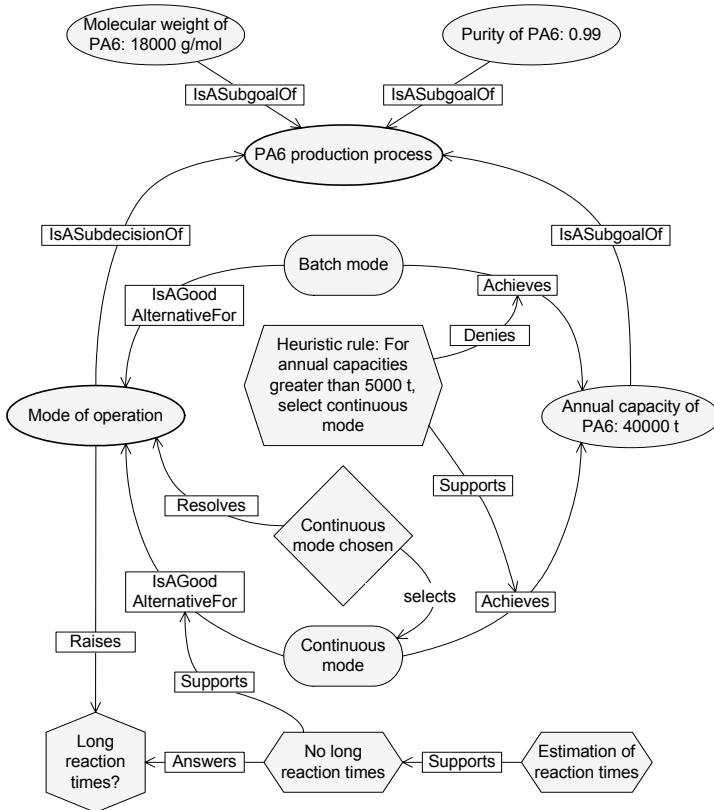 Molecular weight of
PA6: 18000 g/mol
Purity of PA6: 0.99
IsASubgoalOf
IsASubgoalOf
PA6 production process
IsASubdecisionOf
IsASubgoalOf
Batch mode
Achieves
IsAGood
AlternativeFor
Denies
Heuristic rule: For
annual capacities
greater than 5000 t,
select continuous
mode
Mode of operation
Annual capacity of
PA6: 40000 t
Supports
Resolves
Continuous
mode chosen
IsAGood
AlternativeFor
selects
Achieves
Raises
Continuous
mode
Supports
Long
reaction
times?
Answers
No long
reaction times
Supports
Estimation of
reaction times